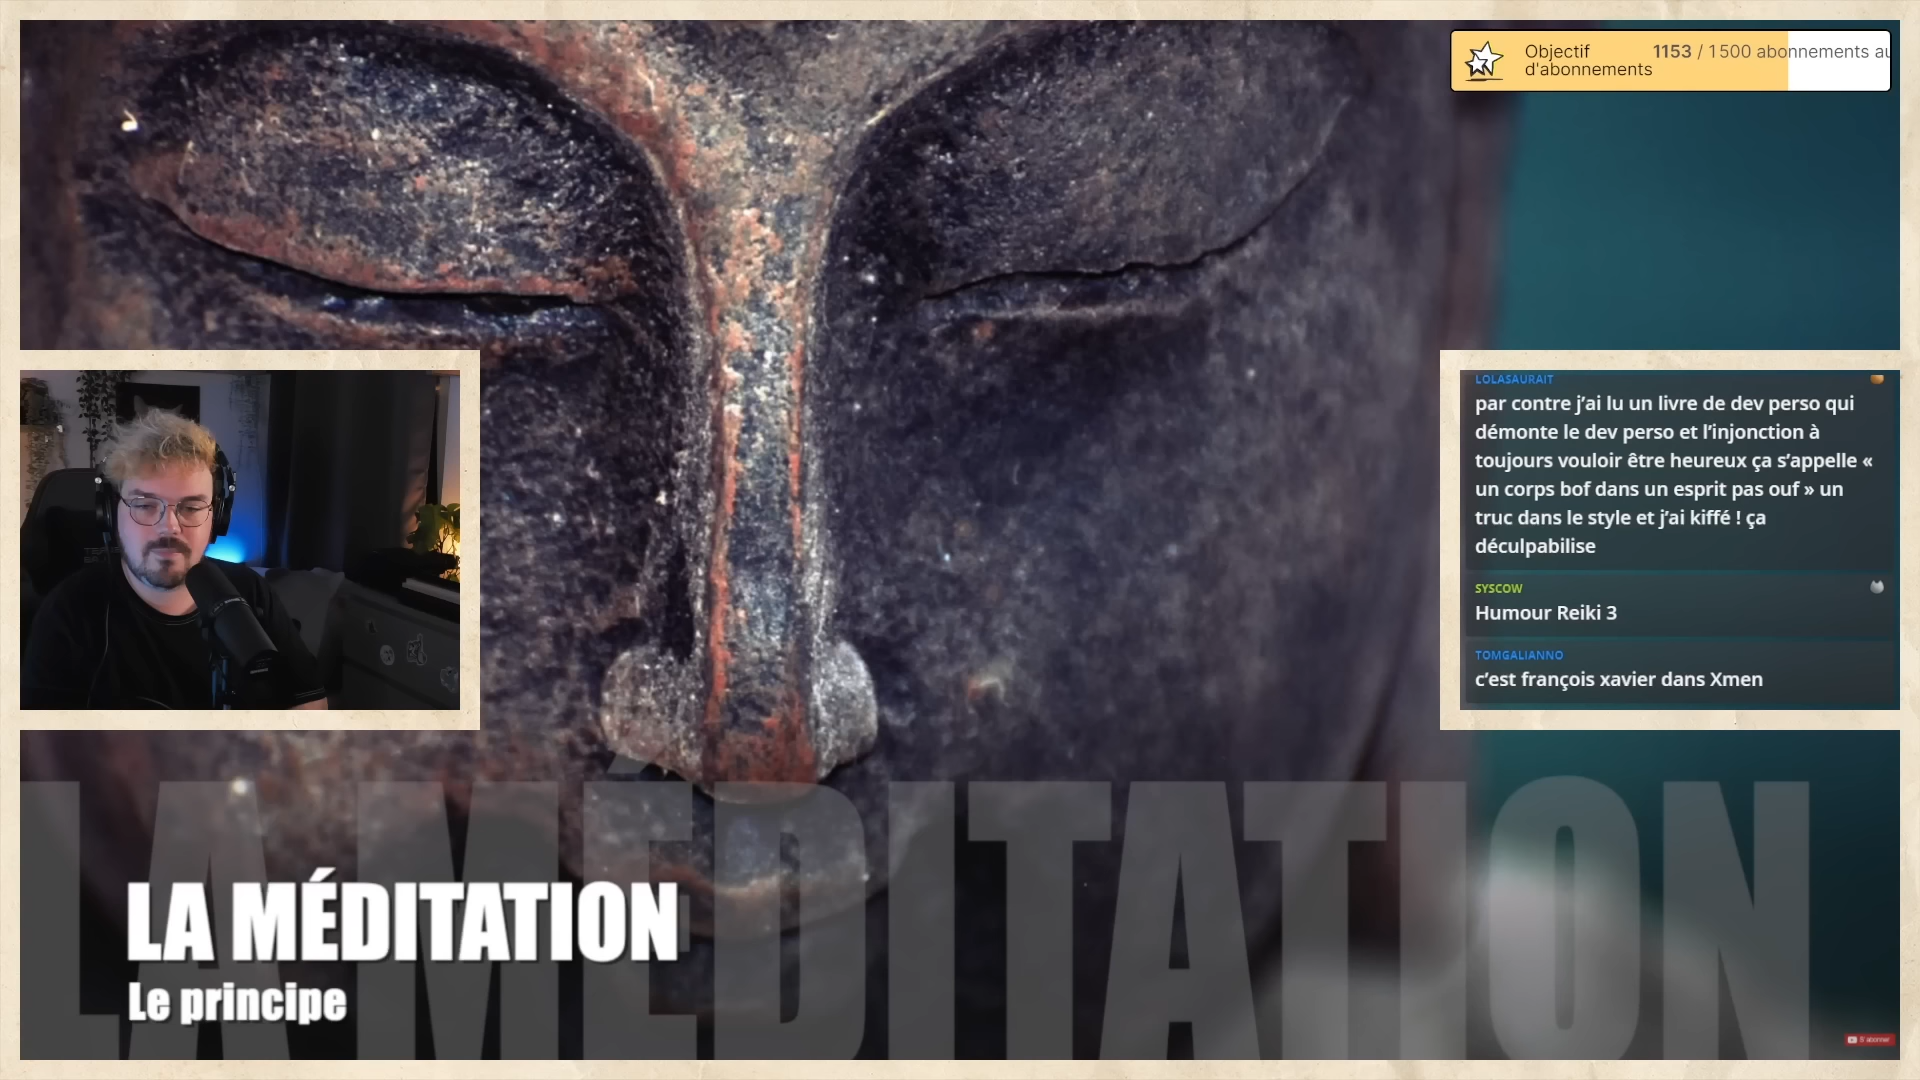 Objectif
d'abonnements
1153 / 1500 abonnements au
LOLASAURAIT
par contre j'ai lu un livre de dev perso qui
démonte le dev perso et l'injonction à
toujours vouloir être heureux ça s'appelle «
un corps bof dans un esprit pas ouf » un
truc dans le style et j'ai kiffé ! ça
déculpabilise
SYSCOW
Humour Reiki 3
TOMGALIANNO
c'est françois xavier dans Xmen
LA MÉDITATION
LA MÉDITATION
Le principe
S'abonner